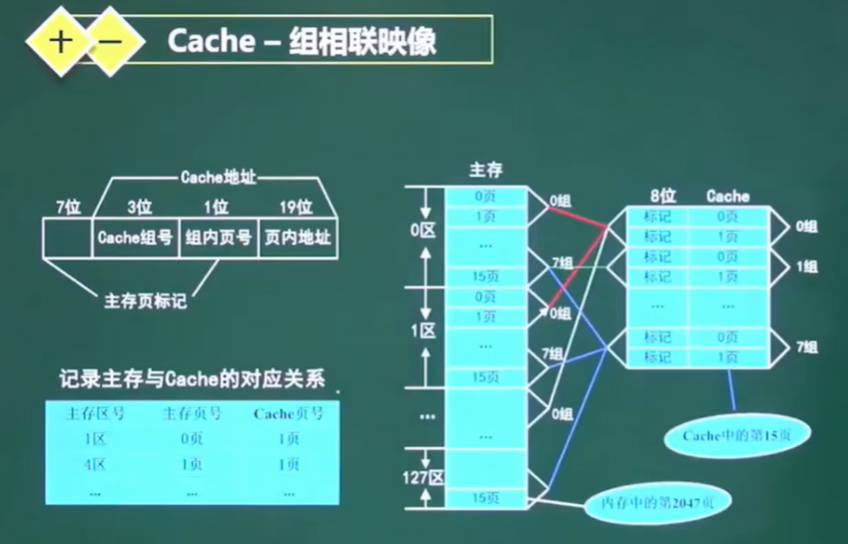 Cache – 组相联映像
Cache地址
7位 3位 1位 19位
Cache组号 组内页号 页内地址
主存页标记
记录主存与Cache的对应关系
主存区号 主存页号 Cache页号
1区 0页 1页
4区 1页 1页
... ... ...
主存
0区
0页
1页
...
15页
1区
0页
1页
...
15页
...
...
127区
15页
0组
7组
0组
7组
0组
8位 Cache
标记 0页
标记 1页
0组
标记 0页
标记 1页
1组
... ...
标记 0页
标记 1页
7组
Cache中的第15页
内存中的第2047页